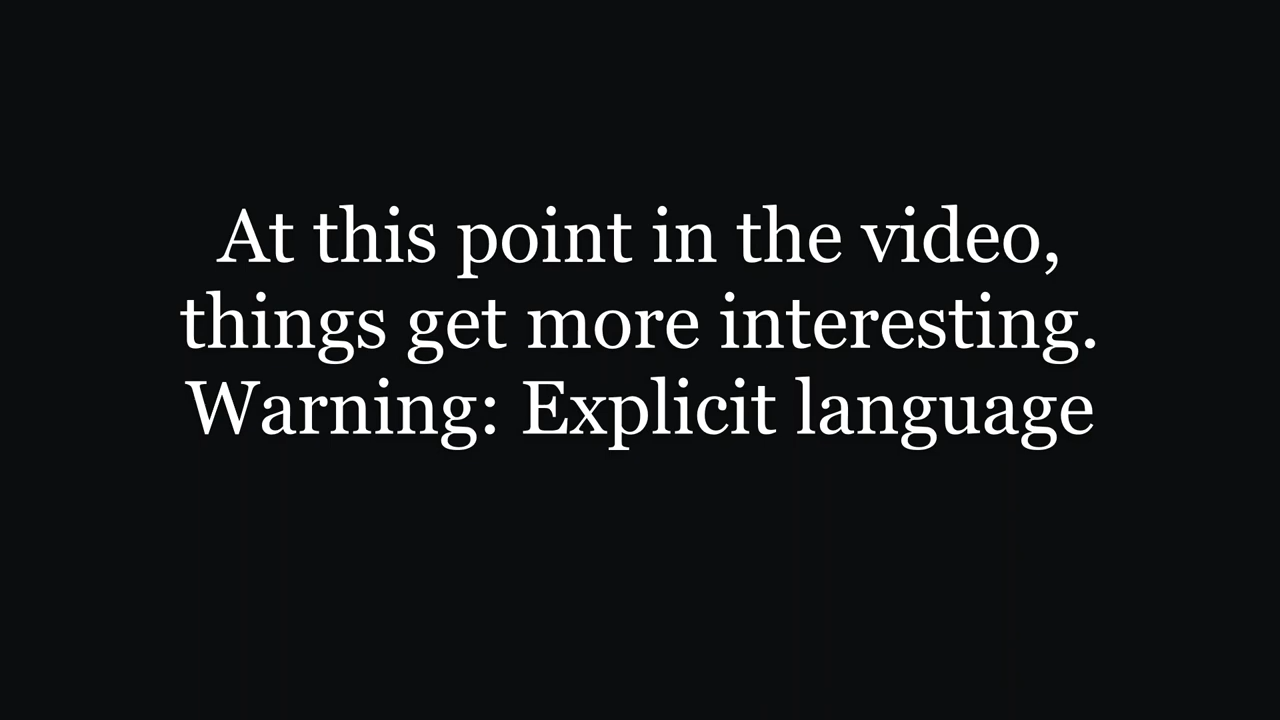 At this point in the video,
things get more interesting.
Warning: Explicit language